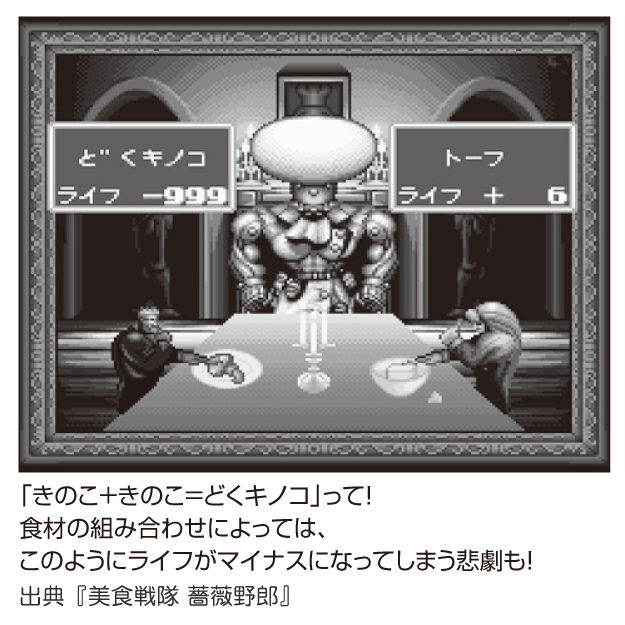 ど゛くキノコ
ライフ −999
トーフ
ライフ + 6
「きのこ+きのこ=どくキノコ」って!
食材の組み合わせによっては、
このようにライフがマイナスになってしまう悲劇も!
出典『美食戦隊 薔薇野郎』